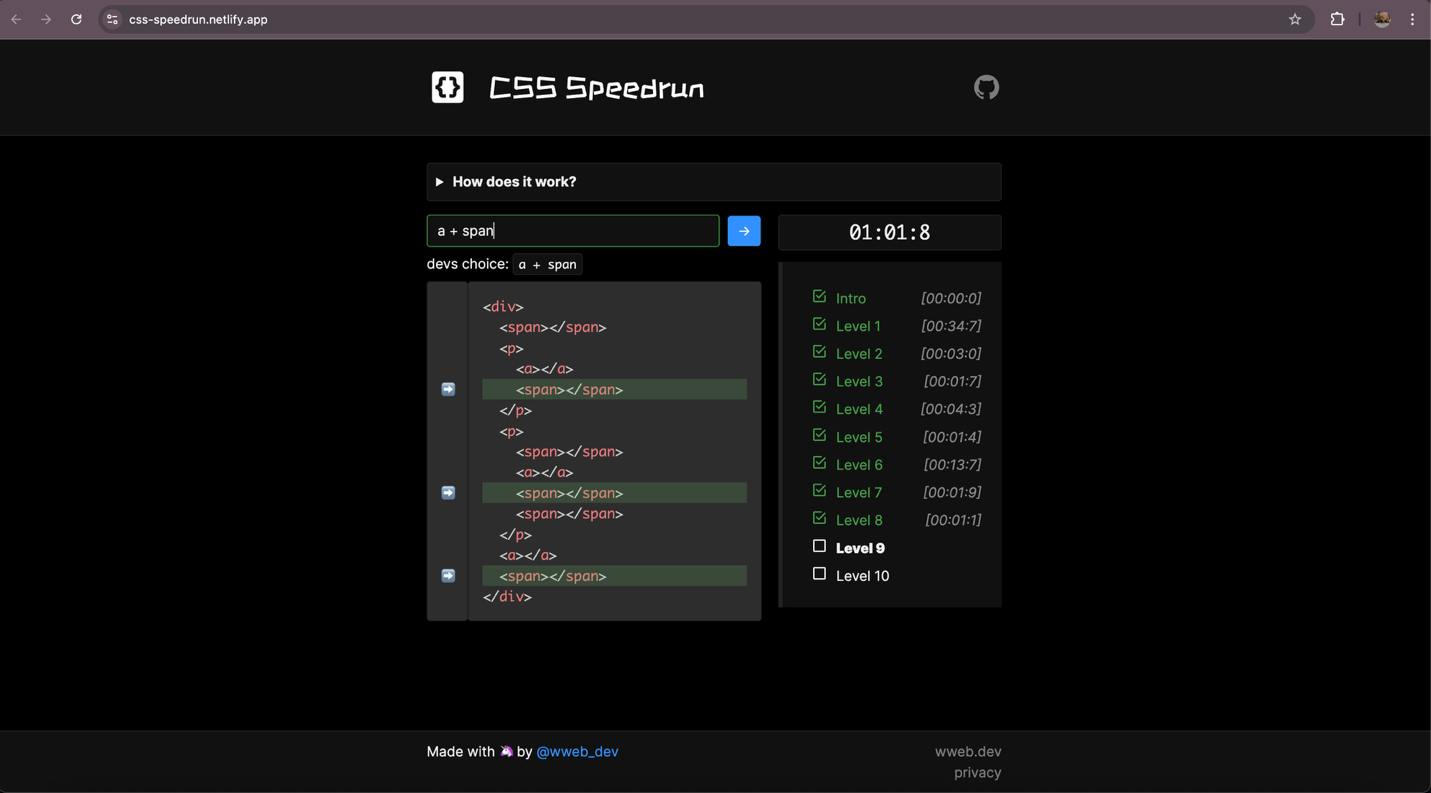 css-speedrun.netlify.app
{} CSS Speedrun
How does it work?
a + span
01:01:8
devs choice: a + span
<div>
<span></span>
<p>
<a></a>
<span></span>
</p>
<p>
<span></span>
<a></a>
<span></span>
<span></span>
</p>
<a></a>
<span></span>
</div>
Intro [00:00:0]
Level 1 [00:34:7]
Level 2 [00:03:0]
Level 3 [00:01:7]
Level 4 [00:04:3]
Level 5 [00:01:4]
Level 6 [00:13:7]
Level 7 [00:01:9]
Level 8 [00:01:1]
Level 9
Level 10
Made with 🦄 by @wweb_dev
wweb.dev
privacy